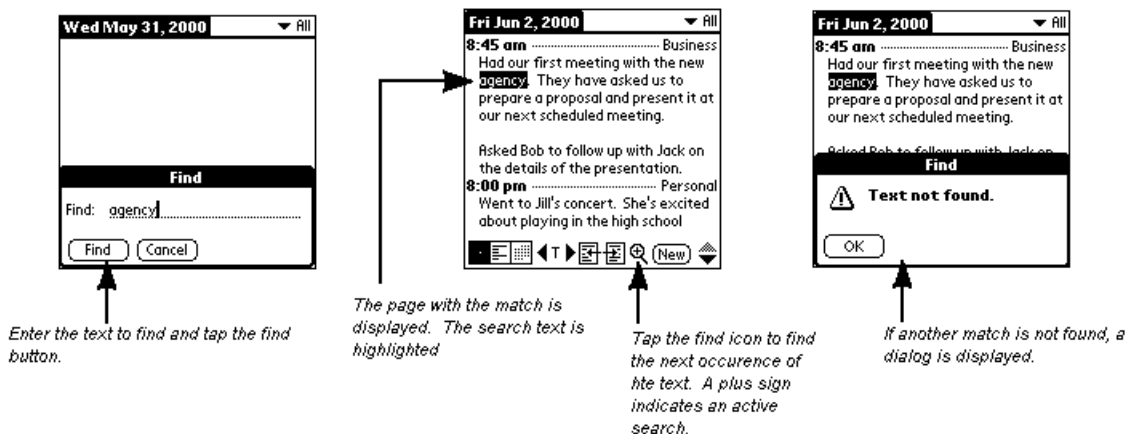 Wed May 31, 2000 All
Find
Find: agency
Find Cancel
Enter the text to find and tap the find
button.
Fri Jun 2, 2000 All
8:45 am Business
Had our first meeting with the new
agency. They have asked us to
prepare a proposal and present it at
our next scheduled meeting.
Asked Bob to follow up with Jack on
the details of the presentation.
8:00 pm Personal
Went to Jill's concert. She's excited
about playing in the high school
T New
The page with the match is
displayed. The search text is
highlighted
Tap the find icon to find
the next occurence of
hte text. A plus sign
indicates an active
search.
Fri Jun 2, 2000 All
8:45 am Business
Had our first meeting with the new
agency. They have asked us to
prepare a proposal and present it at
our next scheduled meeting.
Asked Bob to follow up with Jack on
Find
Text not found.
OK
If another match is not found, a
dialog is displayed.